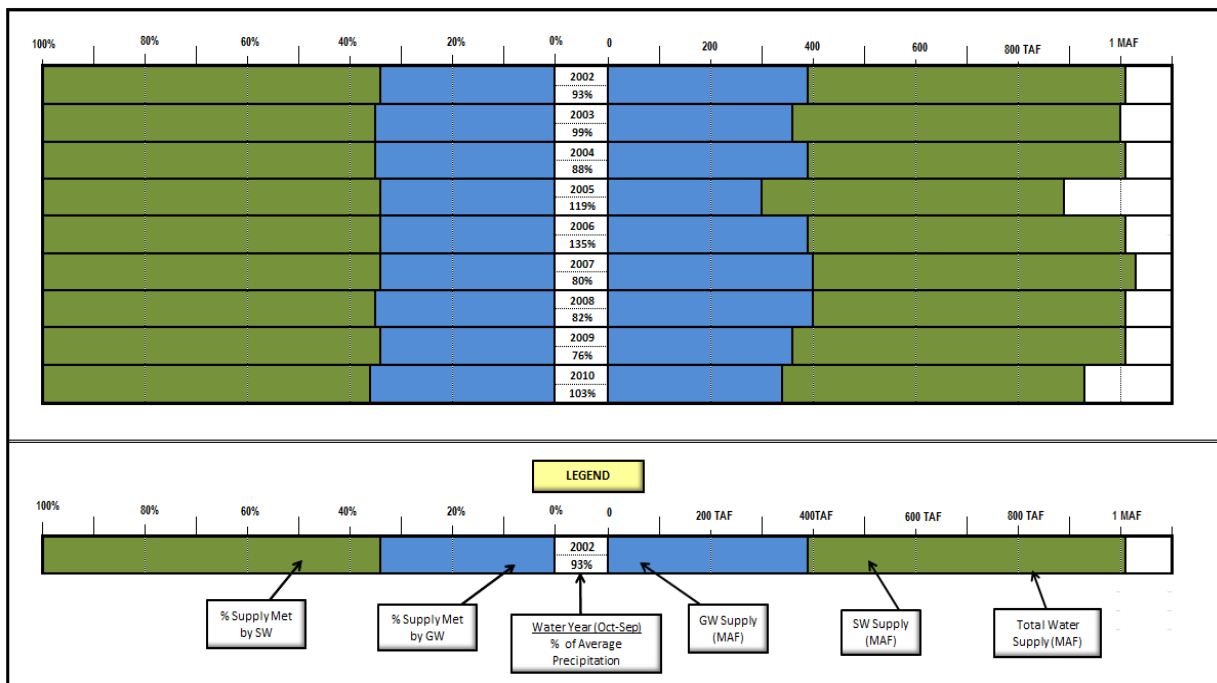 100% 80% 60% 40% 20% 0% 0 200 400 600 800 TAF 1 MAF
2002
93%
2003
99%
2004
88%
2005
119%
2006
135%
2007
80%
2008
82%
2009
76%
2010
103%
LEGEND
100% 80% 60% 40% 20% 0% 0 200 TAF 400TAF 600 TAF 800 TAF 1 MAF
2002
93%
% Supply Met
by SW
% Supply Met
by GW
Water Year (Oct-Sep)
% of Average
Precipitation
GW Supply
(MAF)
SW Supply
(MAF)
Total Water
Supply (MAF)